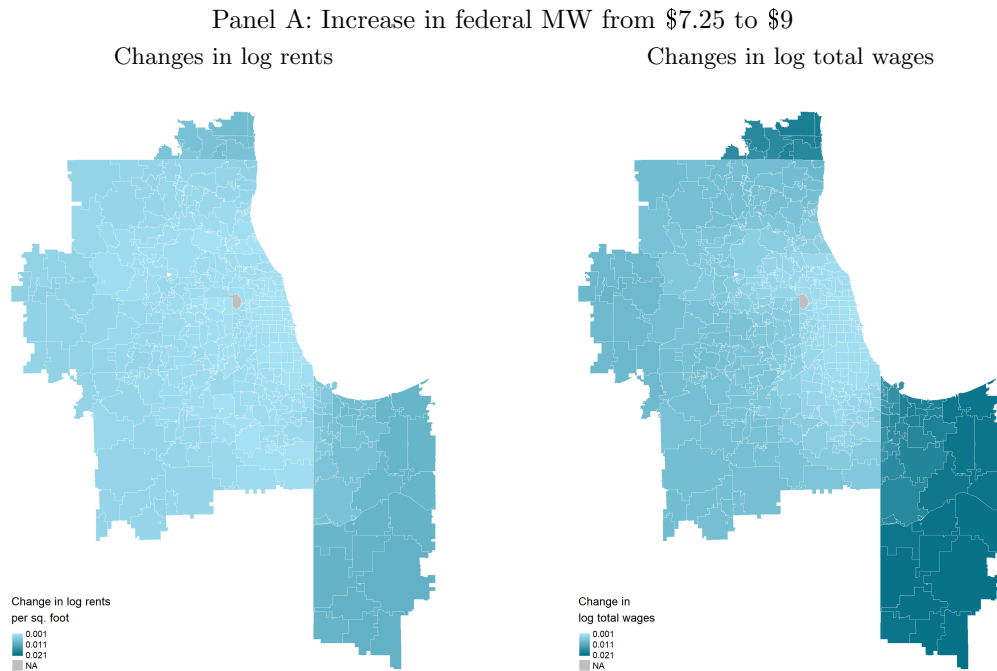 Panel A: Increase in federal MW from $7.25 to $9
Changes in log rents
Changes in log total wages
Change in log rents
per sq. foot
0.001
0.011
0.021
NA
Change in
log total wages
0.001
0.011
0.021
NA